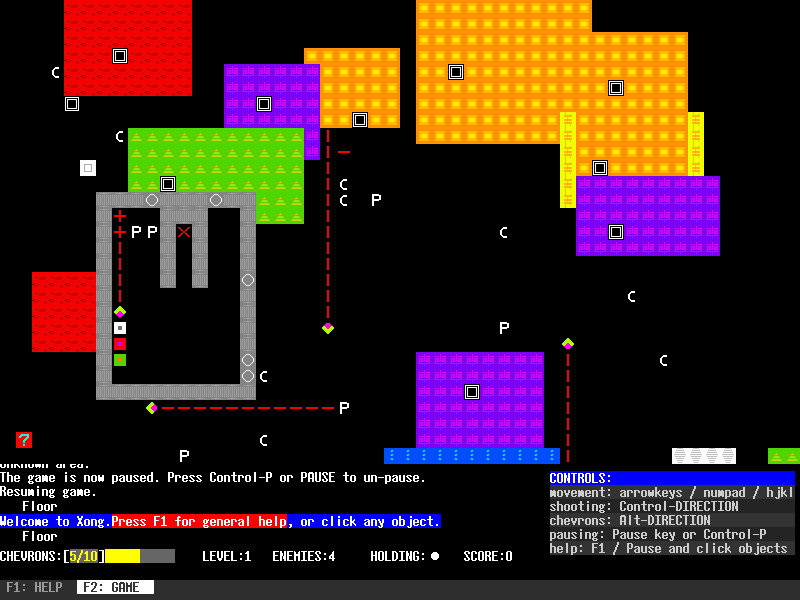 C
C
C
C
P
P P
C
C
P
C
C
P
C
?
P
unknown area.
The game is now paused. Press Control-P or PAUSE to un-pause.
Resuming game.
Floor
Welcome to Xong.Press F1 for general help, or click any object.
Floor
CONTROLS:
movement: arrowkeys / numpad / hjkl
shooting: Control-DIRECTION
chevrons: Alt-DIRECTION
pausing: Pause key or Control-P
help: F1 / Pause and click objects
CHEVRONS:[5/10] LEVEL:1 ENEMIES:4 HOLDING: SCORE:0
F1: HELP F2: GAME